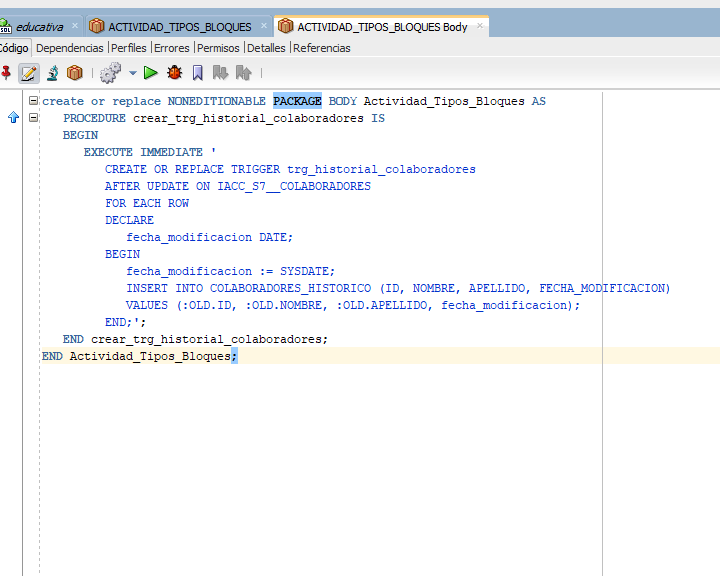 SQL educativa × ACTIVIDAD_TIPOS_BLOQUES × ACTIVIDAD_TIPOS_BLOQUES Body ×
Código Dependencias Perfiles Errores Permisos Detalles Referencias
create or replace NONEDITIONABLE PACKAGE BODY Actividad_Tipos_Bloques AS
PROCEDURE crear_trg_historial_colaboradores IS
BEGIN
EXECUTE IMMEDIATE '
CREATE OR REPLACE TRIGGER trg_historial_colaboradores
AFTER UPDATE ON IACC_S7__COLABORADORES
FOR EACH ROW
DECLARE
fecha_modificacion DATE;
BEGIN
fecha_modificacion := SYSDATE;
INSERT INTO COLABORADORES_HISTORICO (ID, NOMBRE, APELLIDO, FECHA_MODIFICACION)
VALUES (:OLD.ID, :OLD.NOMBRE, :OLD.APELLIDO, fecha_modificacion);
END;';
END crear_trg_historial_colaboradores;
END Actividad_Tipos_Bloques;